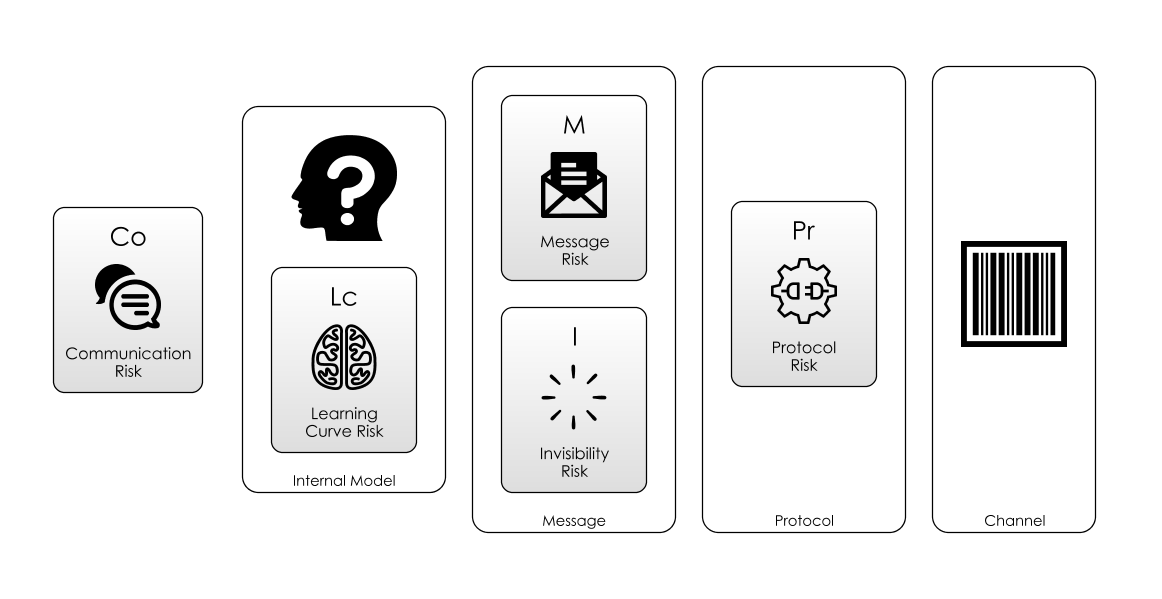 Co
Communication
Risk
Lc
Learning
Curve Risk
Internal Model
M
Message
Risk
I
Invisibility
Risk
Message
Pr
Protocol
Risk
Protocol
Channel